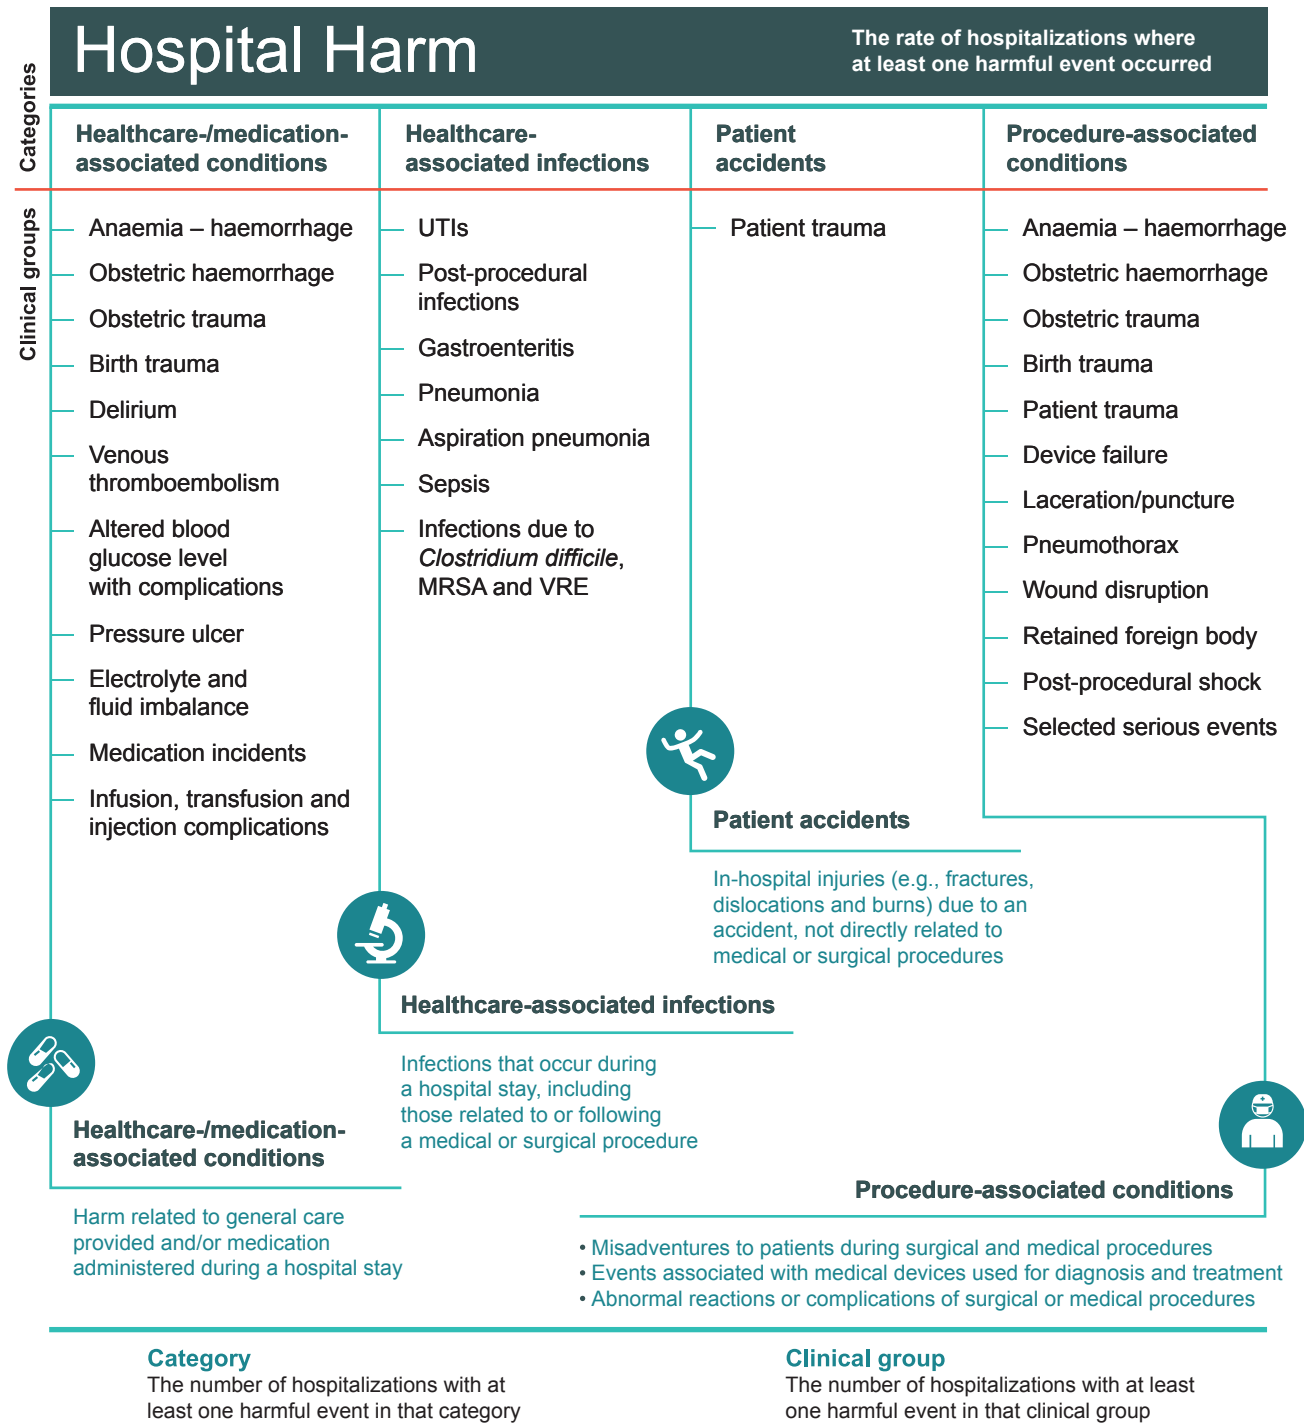 Hospital Harm
The rate of hospitalizations where
at least one harmful event occurred
Categories
Healthcare-/medication-
associated conditions
Healthcare-
associated infections
Patient
accidents
Procedure-associated
conditions
Clinical groups
Anaemia – haemorrhage
Obstetric haemorrhage
Obstetric trauma
Birth trauma
Delirium
Venous
thromboembolism
Altered blood
glucose level
with complications
Pressure ulcer
Electrolyte and
fluid imbalance
Medication incidents
Infusion, transfusion and
injection complications
UTIs
Post-procedural
infections
Gastroenteritis
Pneumonia
Aspiration pneumonia
Sepsis
Infections due to
Clostridium difficile,
MRSA and VRE
Patient trauma
Anaemia – haemorrhage
Obstetric haemorrhage
Obstetric trauma
Birth trauma
Patient trauma
Device failure
Laceration/puncture
Pneumothorax
Wound disruption
Retained foreign body
Post-procedural shock
Selected serious events
Patient accidents
In-hospital injuries (e.g., fractures,
dislocations and burns) due to an
accident, not directly related to
medical or surgical procedures
Healthcare-associated infections
Infections that occur during
a hospital stay, including
those related to or following
a medical or surgical procedure
Healthcare-/medication-
associated conditions
Harm related to general care
provided and/or medication
administered during a hospital stay
Procedure-associated conditions
• Misadventures to patients during surgical and medical procedures
• Events associated with medical devices used for diagnosis and treatment
• Abnormal reactions or complications of surgical or medical procedures
Category
The number of hospitalizations with at
least one harmful event in that category
Clinical group
The number of hospitalizations with at least
one harmful event in that clinical group